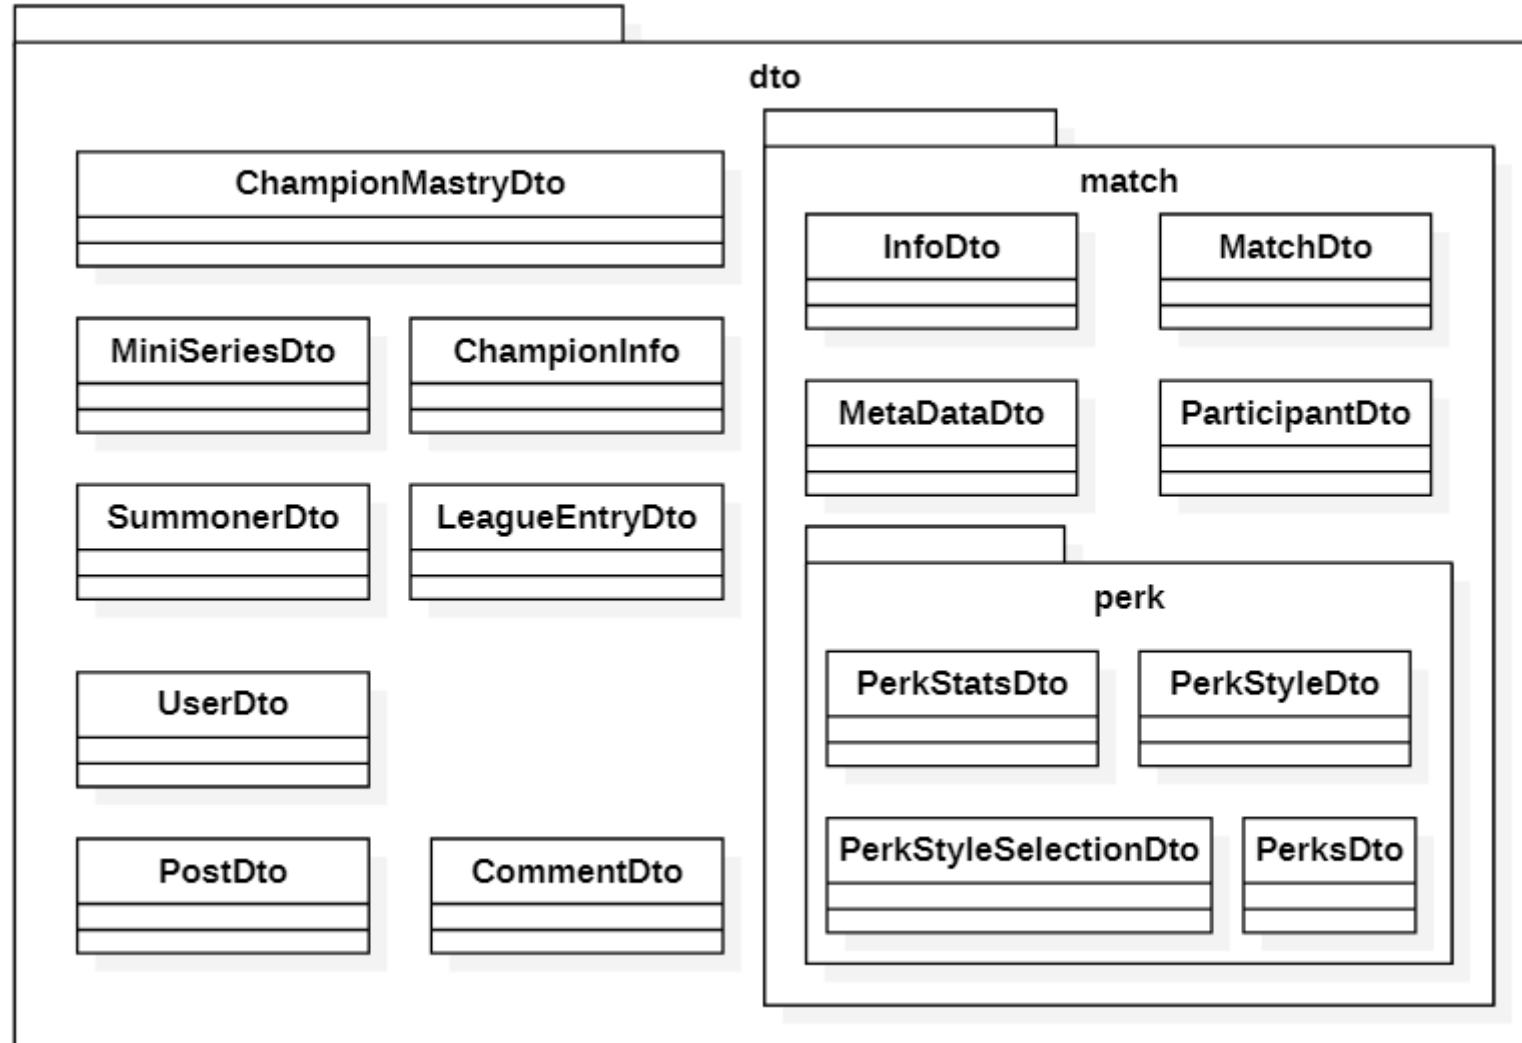 dto
ChampionMastryDto
MiniSeriesDto
ChampionInfo
SummonerDto
LeagueEntryDto
UserDto
PostDto
CommentDto
match
InfoDto
MatchDto
MetaDataDto
ParticipantDto
perk
PerkStatsDto
PerkStyleDto
PerkStyleSelectionDto
PerksDto